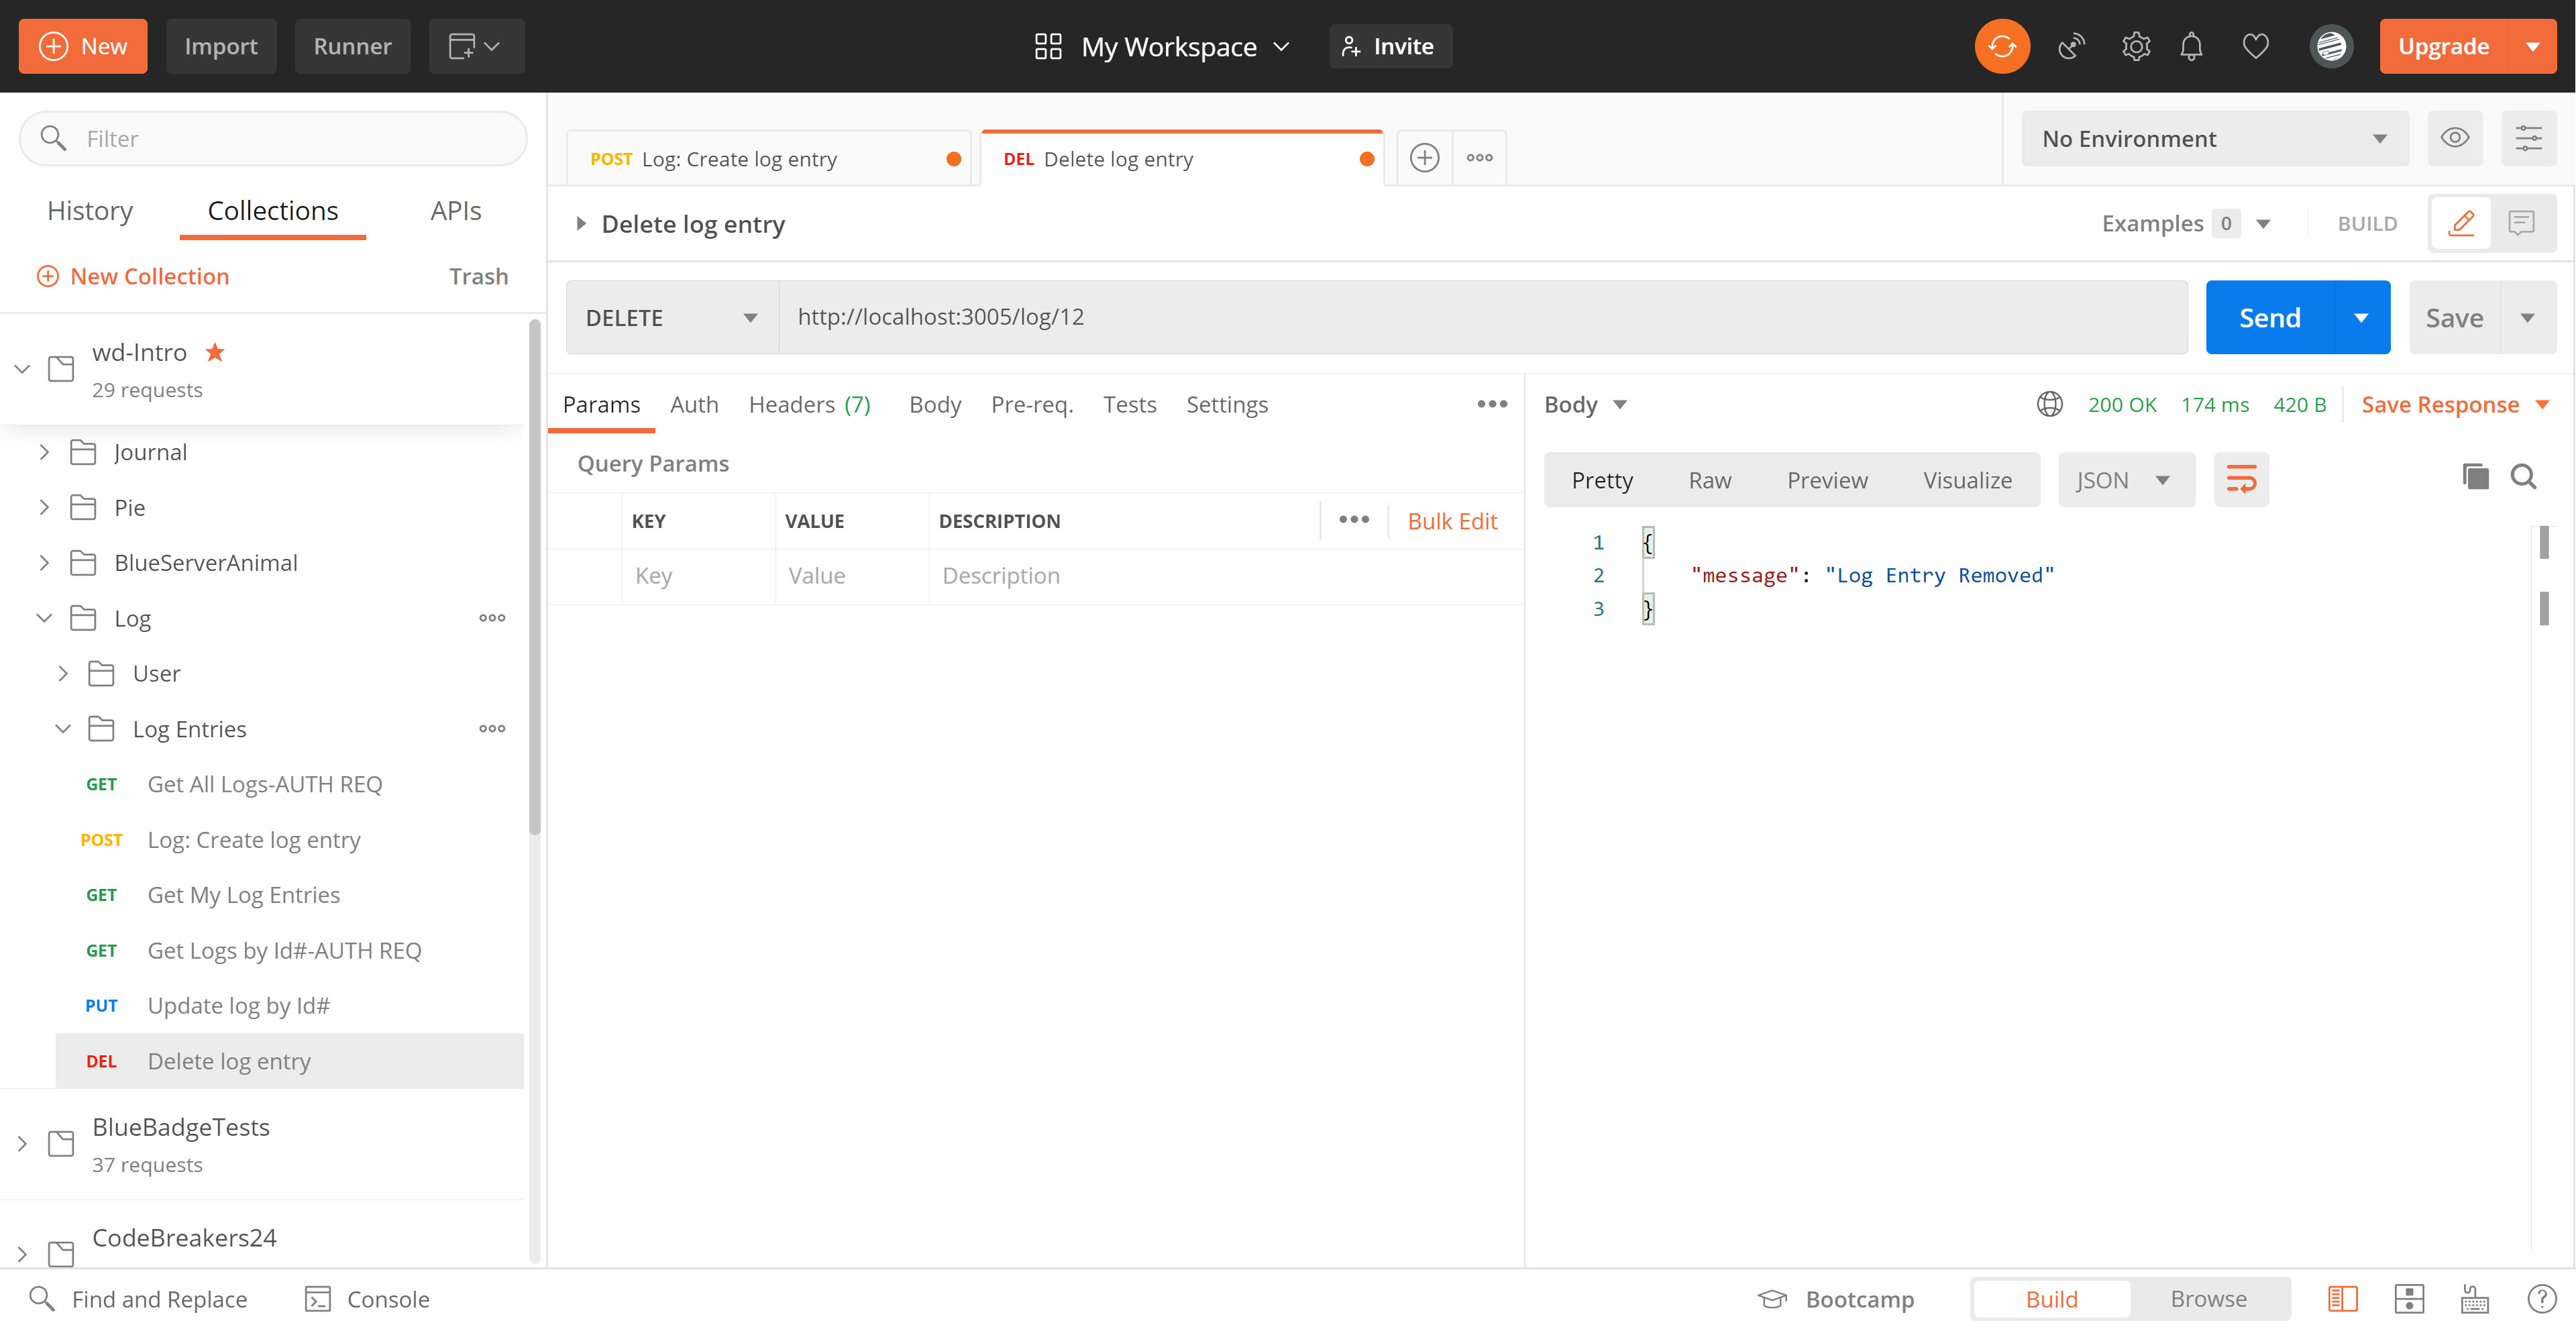 New Import Runner My Workspace Invite Upgrade
Filter
History Collections APIs
New Collection Trash
wd-Intro
29 requests
Journal
Pie
BlueServerAnimal
Log
User
Log Entries
GET Get All Logs-AUTH REQ
POST Log: Create log entry
GET Get My Log Entries
GET Get Logs by Id#-AUTH REQ
PUT Update log by Id#
DEL Delete log entry
BlueBadgeTests
37 requests
CodeBreakers24
POST Log: Create log entry DEL Delete log entry No Environment
Delete log entry Examples 0 BUILD
DELETE http://localhost:3005/log/12 Send Save
Params Auth Headers (7) Body Pre-req. Tests Settings
Query Params
KEY VALUE DESCRIPTION Bulk Edit
Key Value Description
Body 200 OK 174 ms 420 B Save Response
Pretty Raw Preview Visualize JSON
1 {
2 "message": "Log Entry Removed"
3 }
Find and Replace Console Bootcamp Build Browse